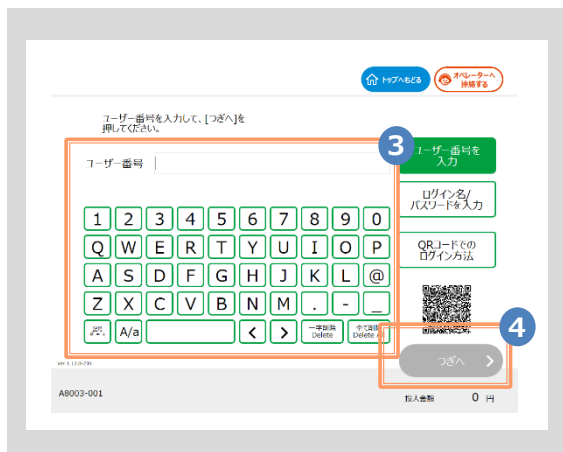 トップへもどる
オペレーターへ
連絡する
ユーザー番号を入力して、[つぎへ]を
押してください。
3
ユーザー番号
ユーザー番号を
入力
ログイン名/
パスワードを入力
1 2 3 4 5 6 7 8 9 0
Q W E R T Y U I O P
QRコードでの
ログイン方法
A S D F G H J K L @
Z X C V B N M . - _
A/a < > 一字削除 全て削除
Delete Delete All
4
つぎへ >
A8003-001
投入金額 0 円